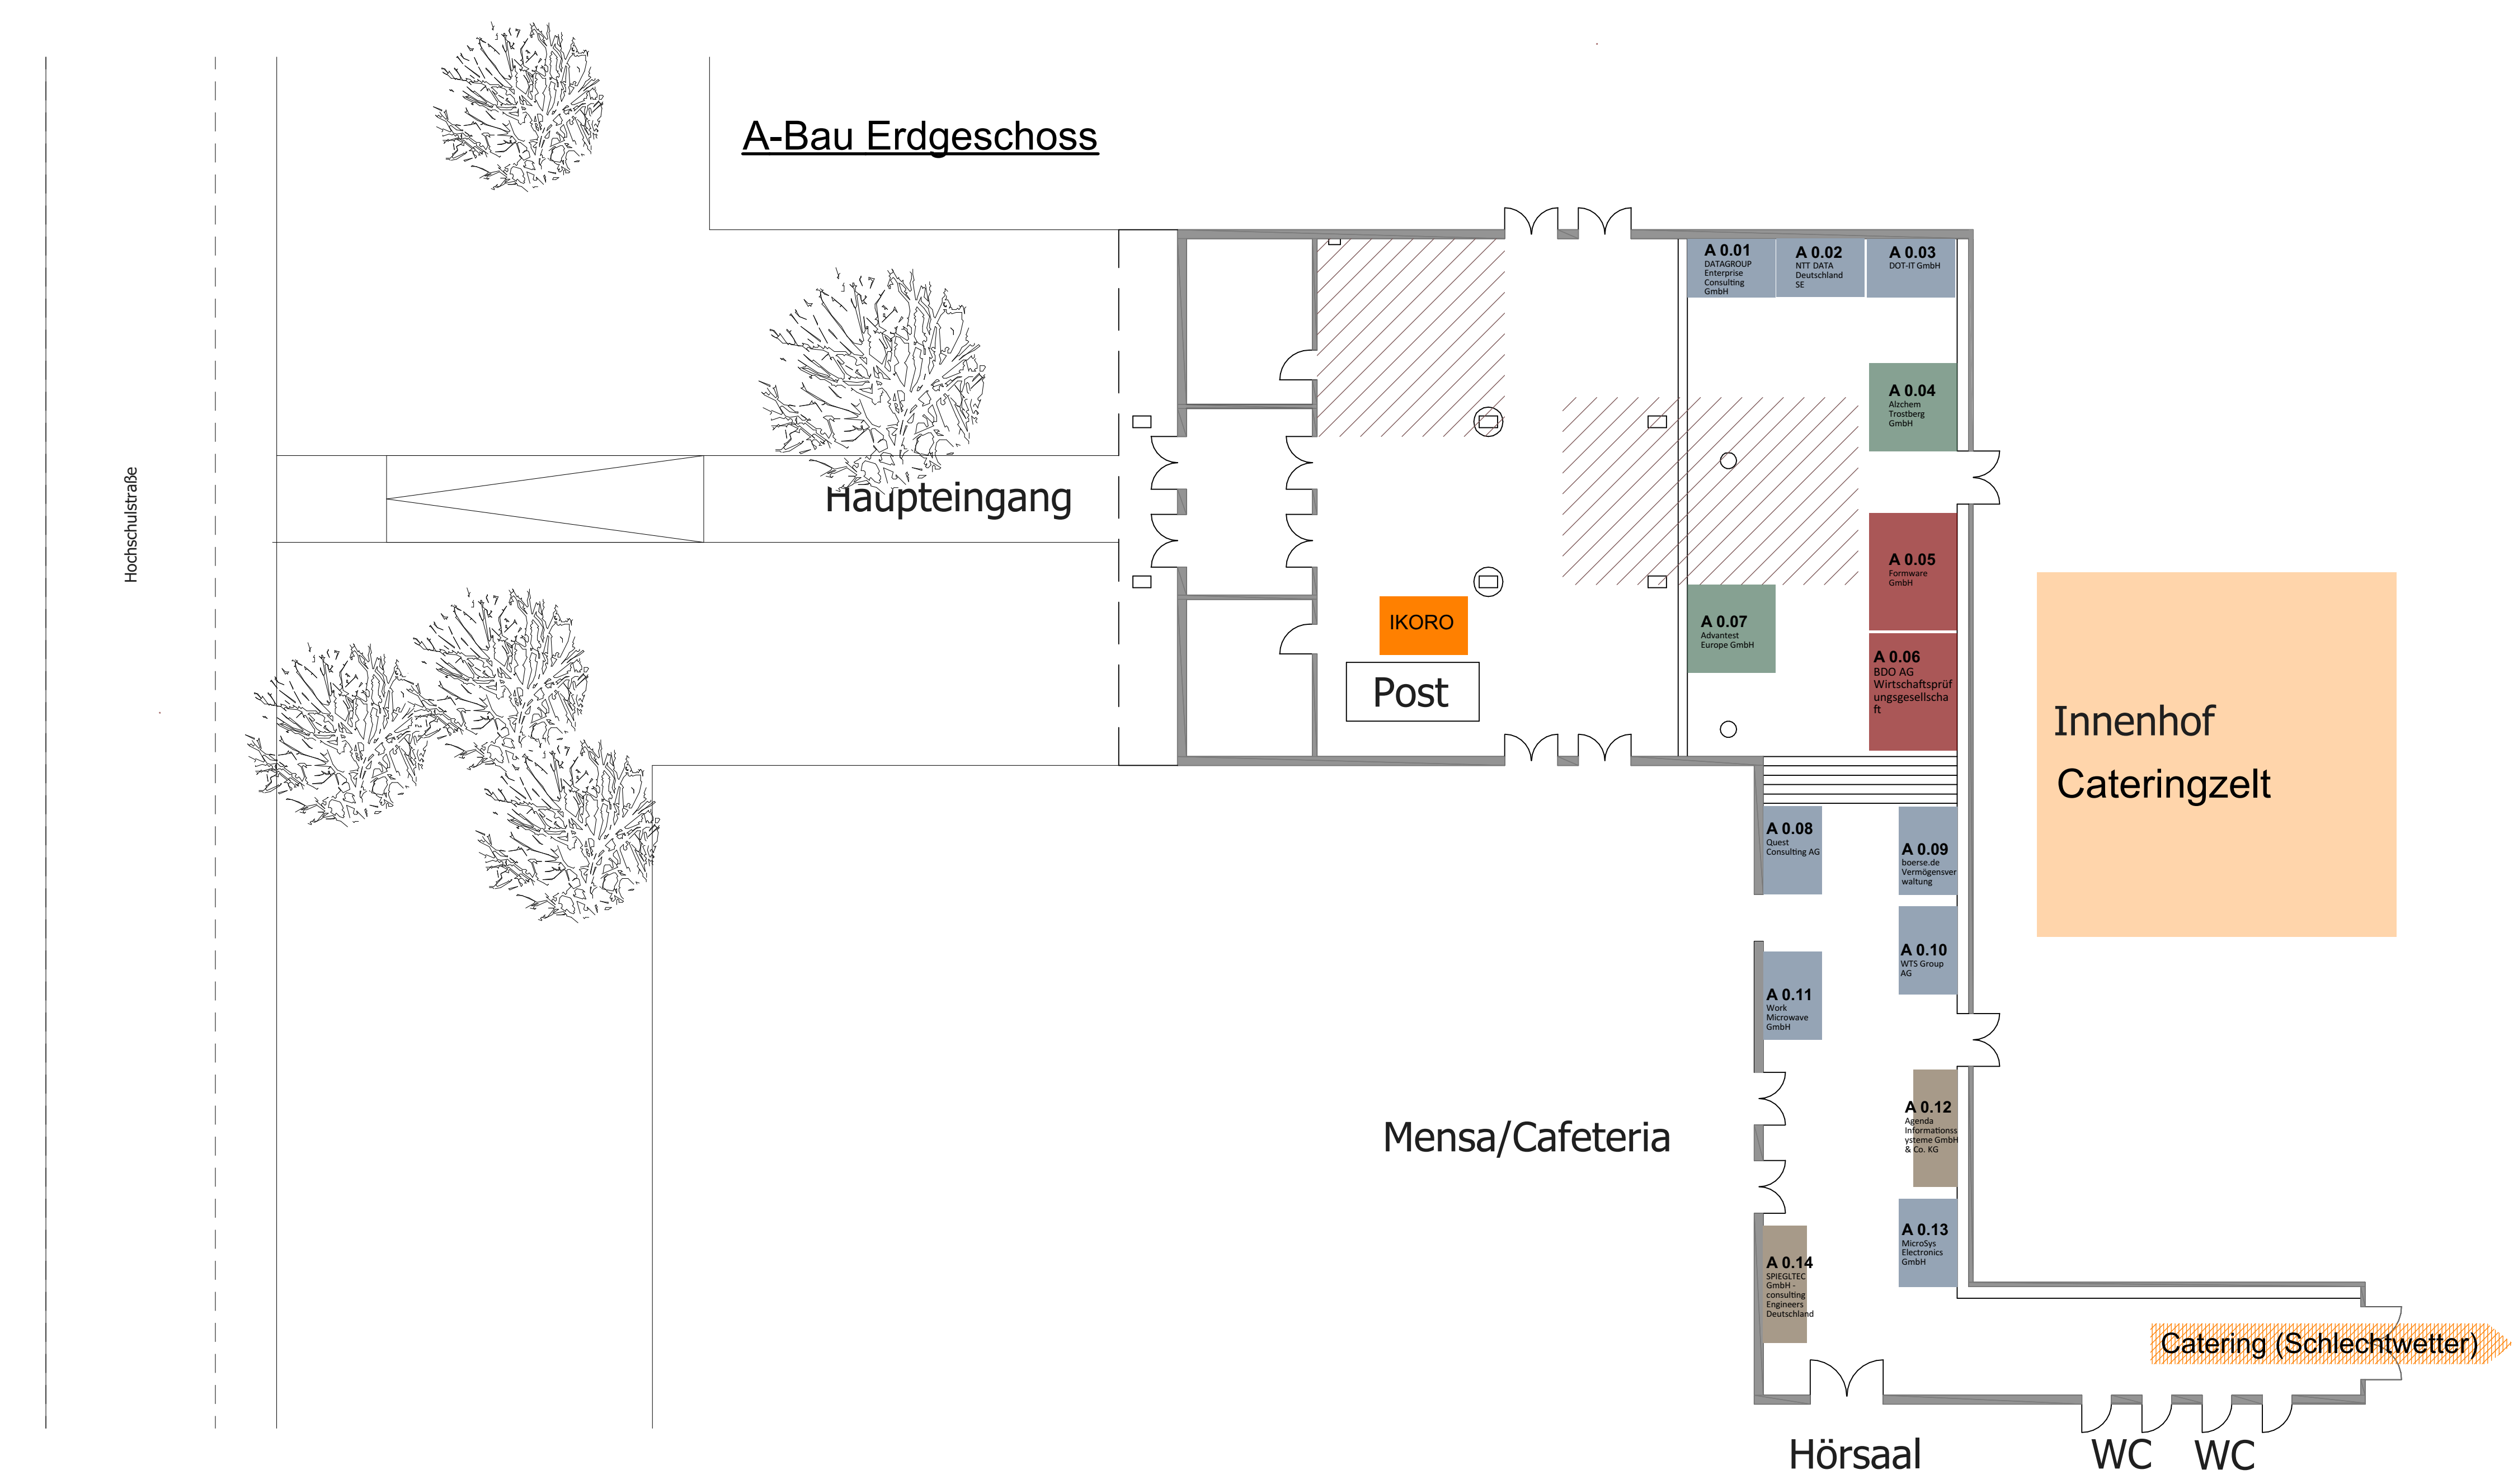 A-Bau Erdgeschoss
Hochschulstraße
Haupteingang
A 0.01
DATAGROUP
Enterprise
Consulting
GmbH
A 0.02
NTT DATA
Deutschland
SE
A 0.03
DOT-IT GmbH
A 0.04
Alzchem
Trostberg
GmbH
A 0.05
Formware
GmbH
A 0.06
BDO AG
Wirtschaftsprüf
ungsgesellscha
ft
A 0.07
Advantest
Europe GmbH
IKORO
Post
Innenhof
Cateringzelt
A 0.08
Quest
Consulting AG
A 0.09
boerse.de
Vermögensver
waltung
A 0.10
WTS Group
AG
A 0.11
Work
Microwave
GmbH
Mensa/Cafeteria
A 0.12
Agenda
Informationss
ysteme GmbH
& Co. KG
A 0.13
MicroSys
Electronics
GmbH
A 0.14
SPIEGLTEC
GmbH -
consulting
Engineers
Deutschland
Catering (Schlechtwetter)
Hörsaal
WC
WC